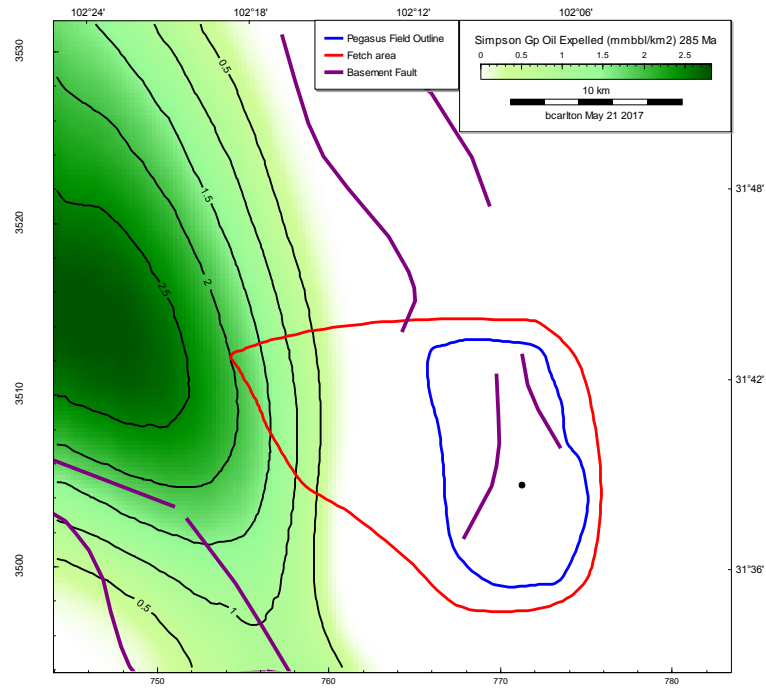 102°24' 102°18' 102°12' 102°06'
Pegasus Field Outline
Fetch area
Basement Fault
Simpson Gp Oil Expelled (mmbbl/km2) 285 Ma
0 0.5 1 1.5 2 2.5
10 km
bcarlton May 21 2017
3530
3520
3510
3500
31°48'
31°42'
31°36'
0.5
1.5
2
2.5
0.5
1
750 760 770 780